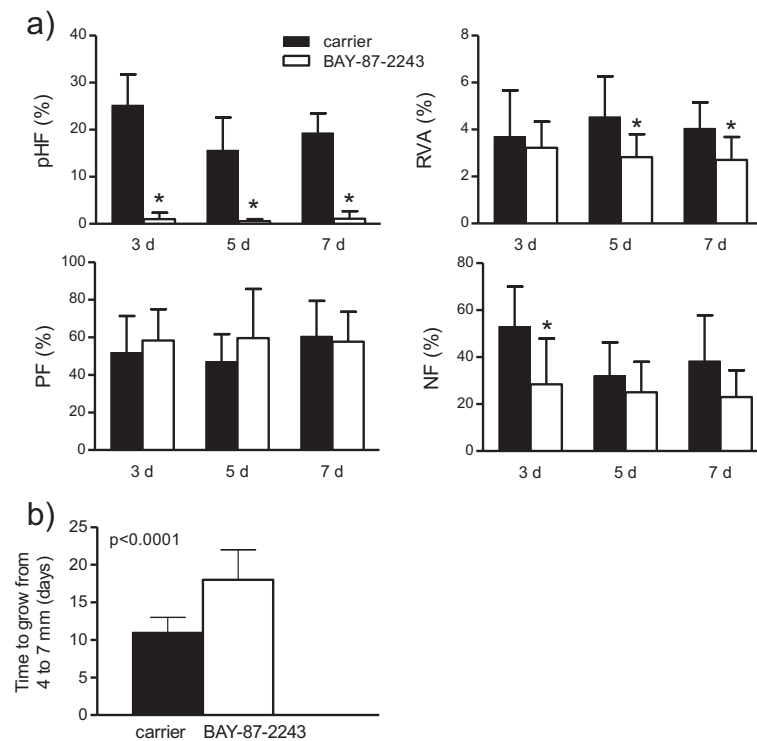 a)
carrier
BAY-87-2243
pHF (%)
40
30
20
10
0
* * *
3 d 5 d 7 d
RVA (%)
8
6
4
2
0
* *
3 d 5 d 7 d
PF (%)
100
80
60
40
20
0
3 d 5 d 7 d
NF (%)
80
60
40
20
0
*
3 d 5 d 7 d
b)
Time to grow from
4 to 7 mm (days)
25
20
15
10
5
0
p<0.0001
carrier BAY-87-2243